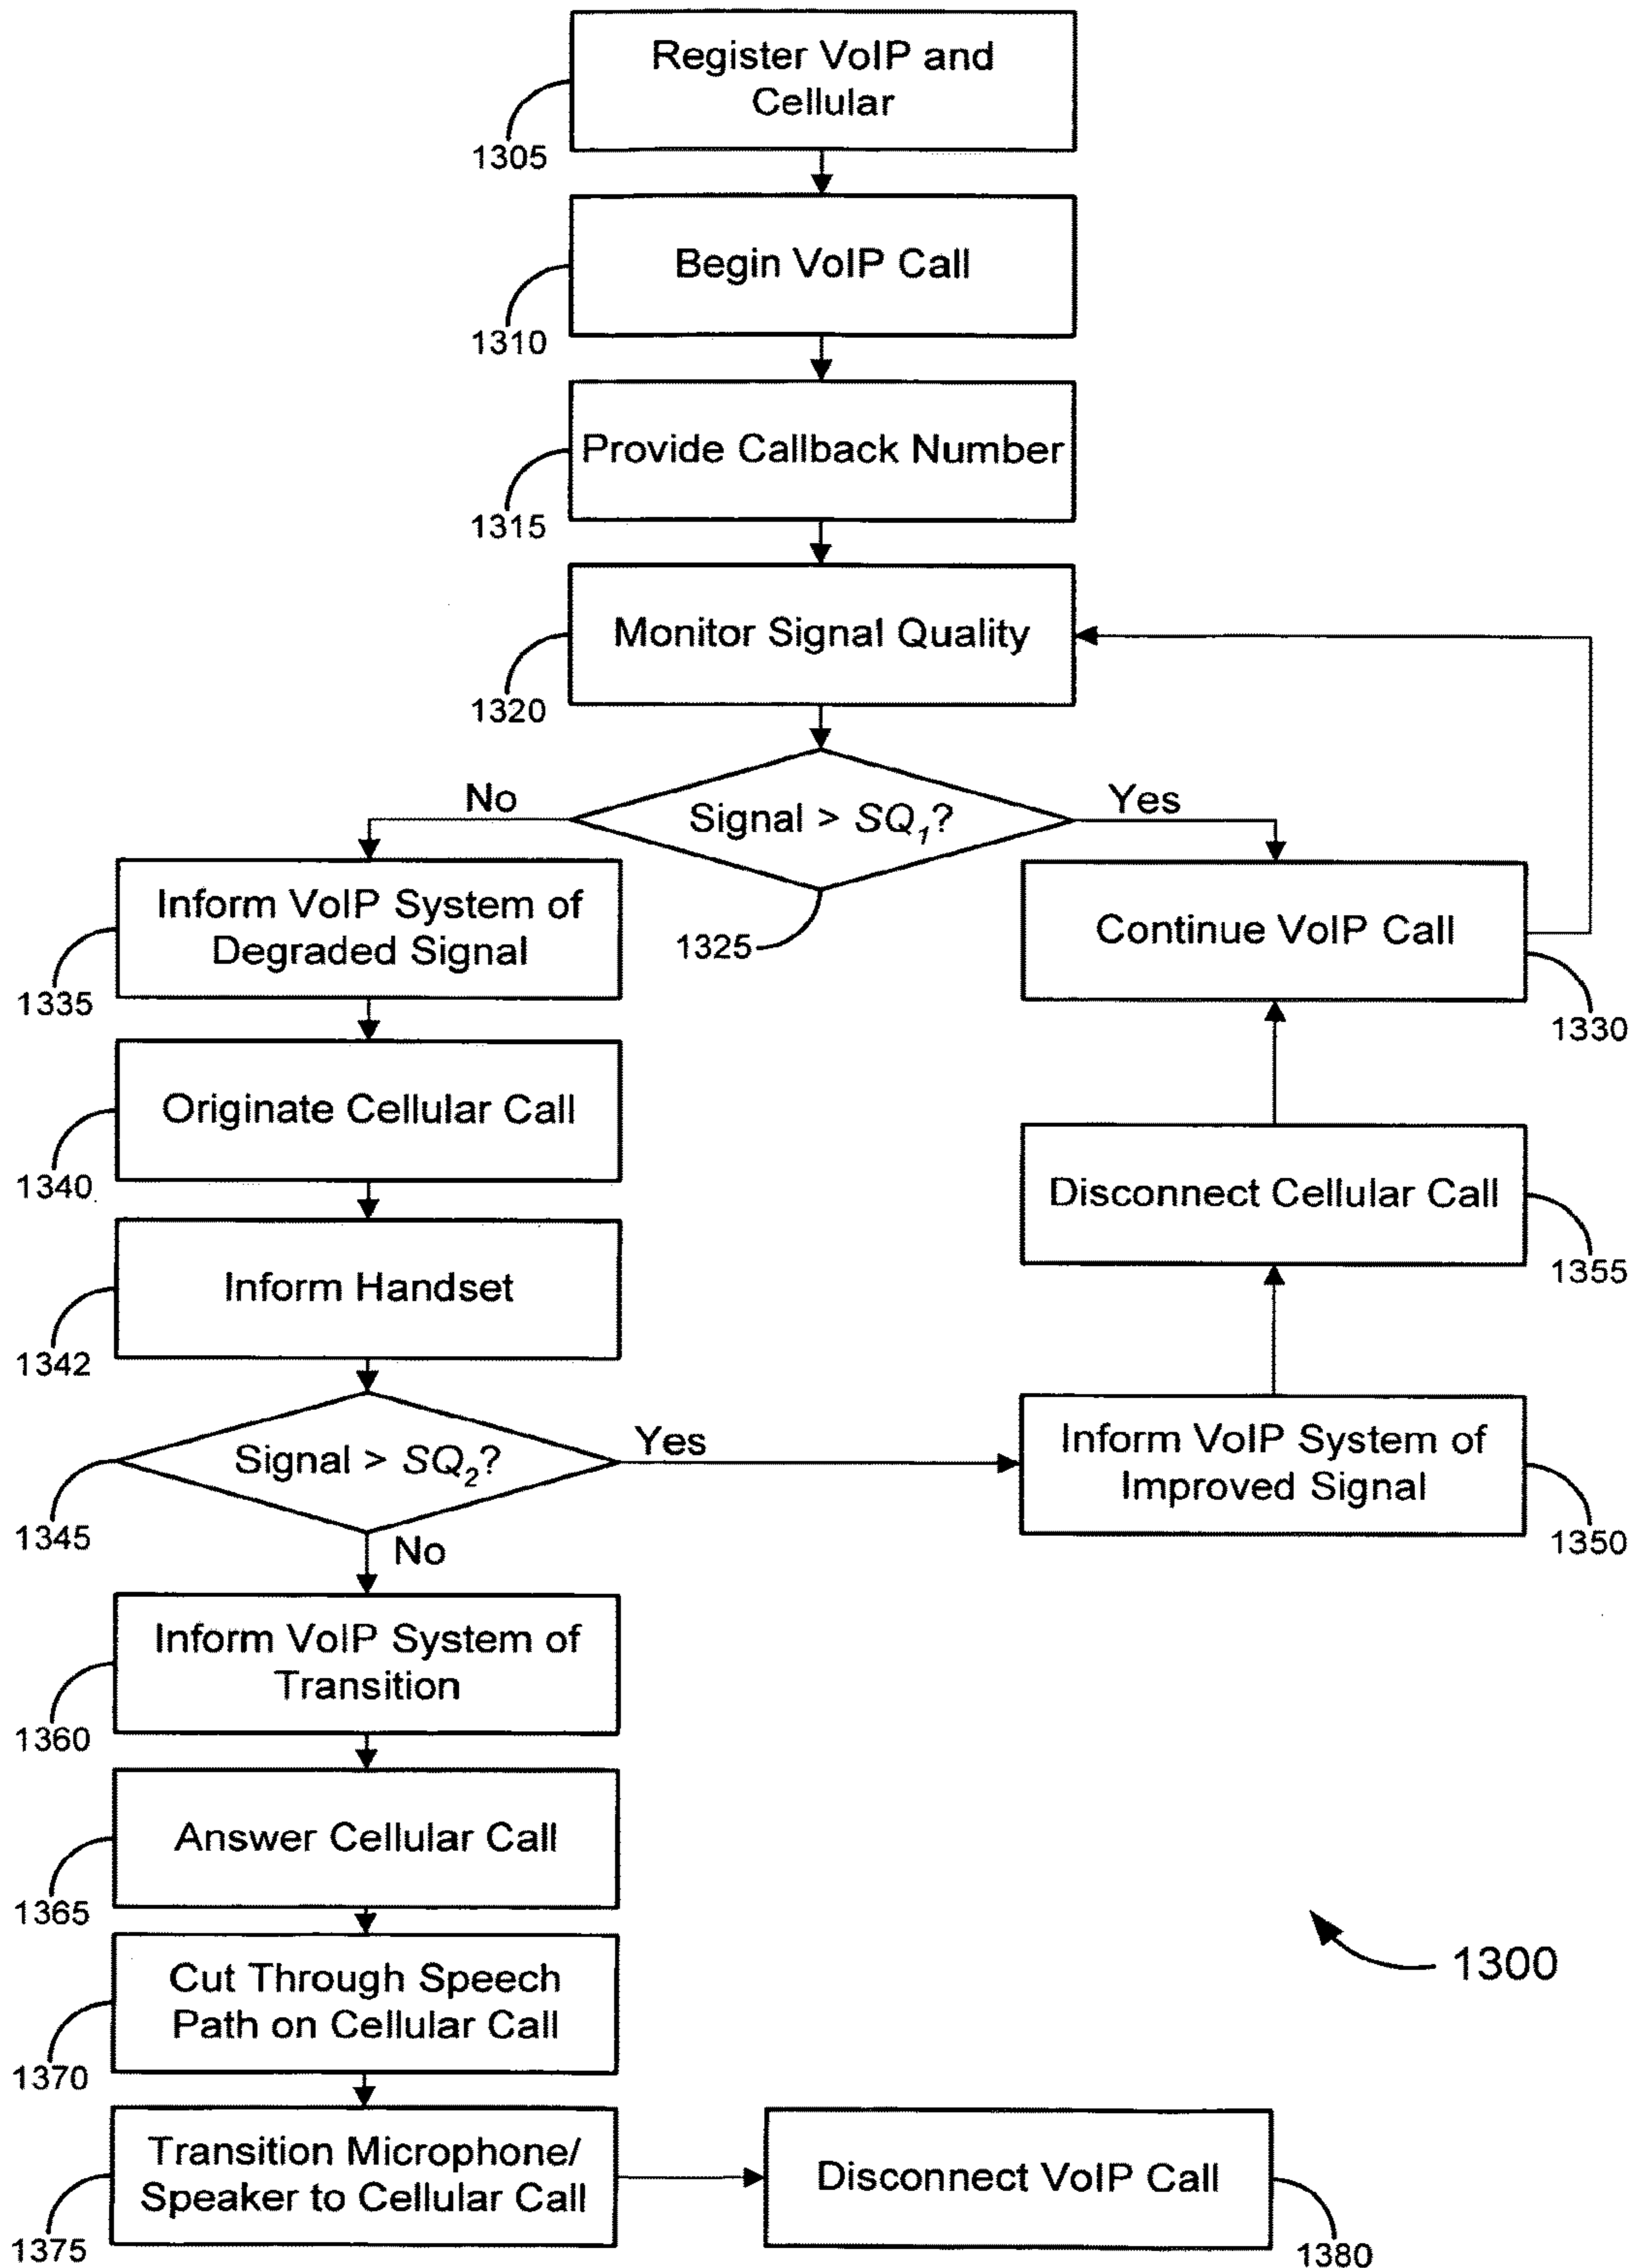 Register VoIP and
Cellular
1305
Begin VoIP Call
1310
Provide Callback Number
1315
Monitor Signal Quality
1320
No
Signal > SQ1?
Yes
1325
Inform VoIP System of
Degraded Signal
1335
Continue VoIP Call
1330
Originate Cellular Call
1340
Disconnect Cellular Call
1355
Inform Handset
1342
Signal > SQ2?
Yes
1345
No
Inform VoIP System of
Improved Signal
1350
Inform VoIP System of
Transition
1360
Answer Cellular Call
1365
Cut Through Speech
Path on Cellular Call
1370
1300
Transition Microphone/
Speaker to Cellular Call
1375
Disconnect VoIP Call
1380